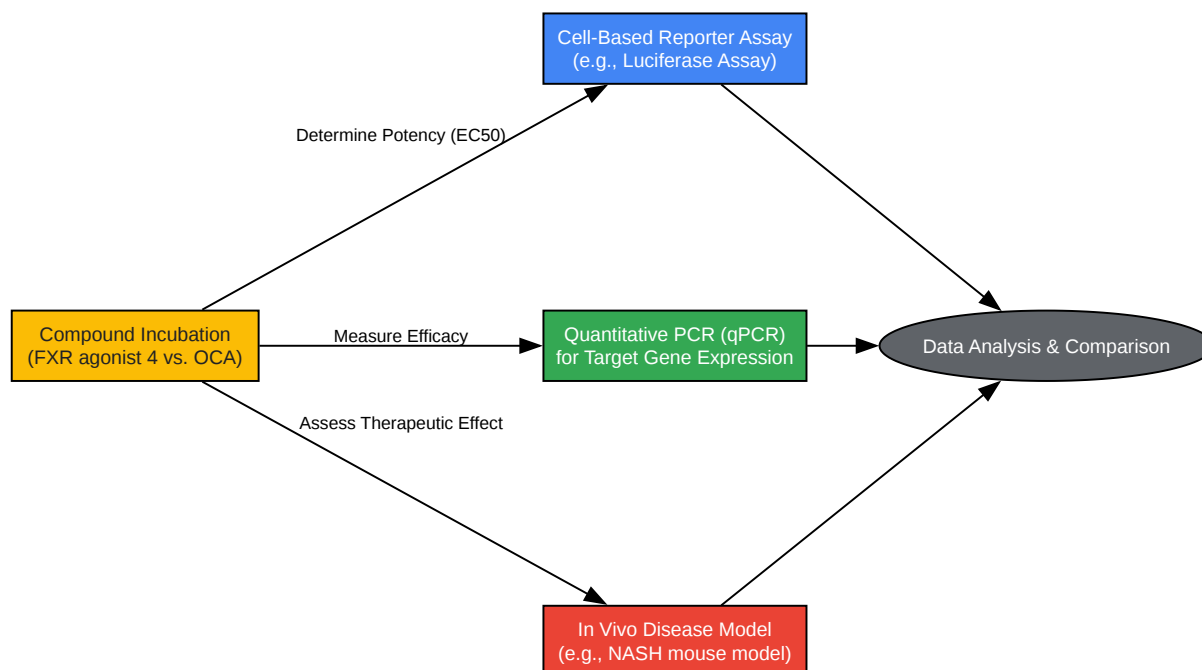 Cell-Based Reporter Assay
(e.g., Luciferase Assay)
Determine Potency (EC50)
Compound Incubation
(FXR agonist 4 vs. OCA)
Measure Efficacy
Quantitative PCR (qPCR)
for Target Gene Expression
Data Analysis & Comparison
Assess Therapeutic Effect
In Vivo Disease Model
(e.g., NASH mouse model)